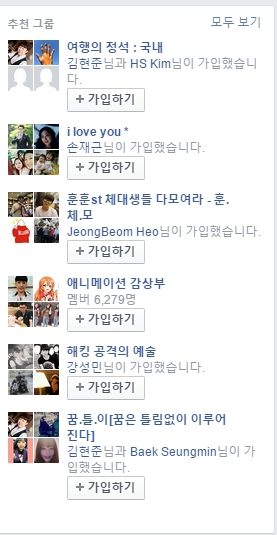 추천 그룹 모두 보기
여행의 정석 : 국내
김현준님과 HS Kim님이 가입했습니
다.
+ 가입하기
i love you *
손재근님이 가입했습니다.
+ 가입하기
훈훈st 체대생들 다모여라 - 훈.
체.모
JeongBeom Heo님이 가입했습니다.
+ 가입하기
애니메이션 감상부
멤버 6,279명
+ 가입하기
해킹 공격의 예술
강성민님이 가입했습니다.
+ 가입하기
꿈.틀.이[꿈은 틀림없이 이루어
진다]
김현준님과 Baek Seungmin님이 가
입했습니다.
+ 가입하기